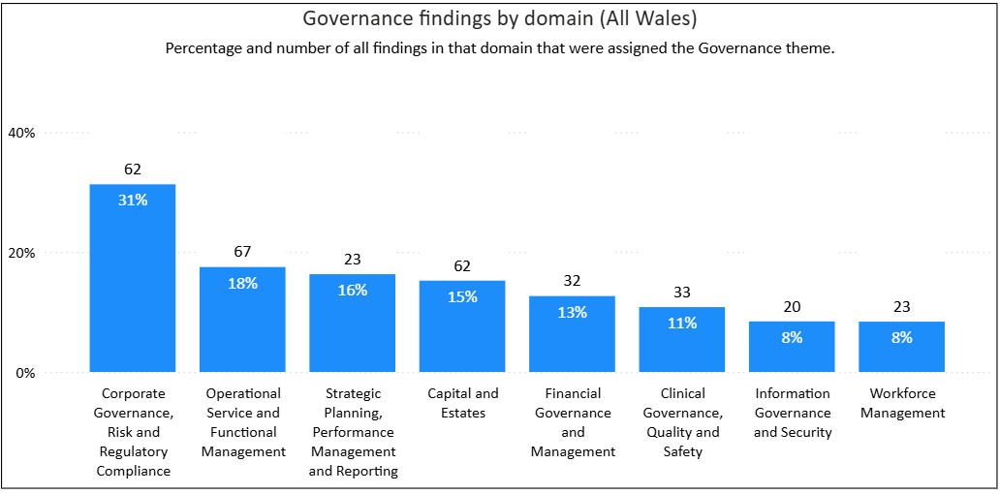 Governance findings by domain (All Wales)
Percentage and number of all findings in that domain that were assigned the Governance theme.
40%
20%
0%
62
31%
67
18%
23
16%
62
15%
32
13%
33
11%
20
8%
23
8%
Corporate
Governance,
Risk and
Regulatory
Compliance
Operational
Service and
Functional
Management
Strategic
Planning,
Performance
Management
and Reporting
Capital and
Estates
Financial
Governance
and
Management
Clinical
Governance,
Quality and
Safety
Information
Governance
and Security
Workforce
Management